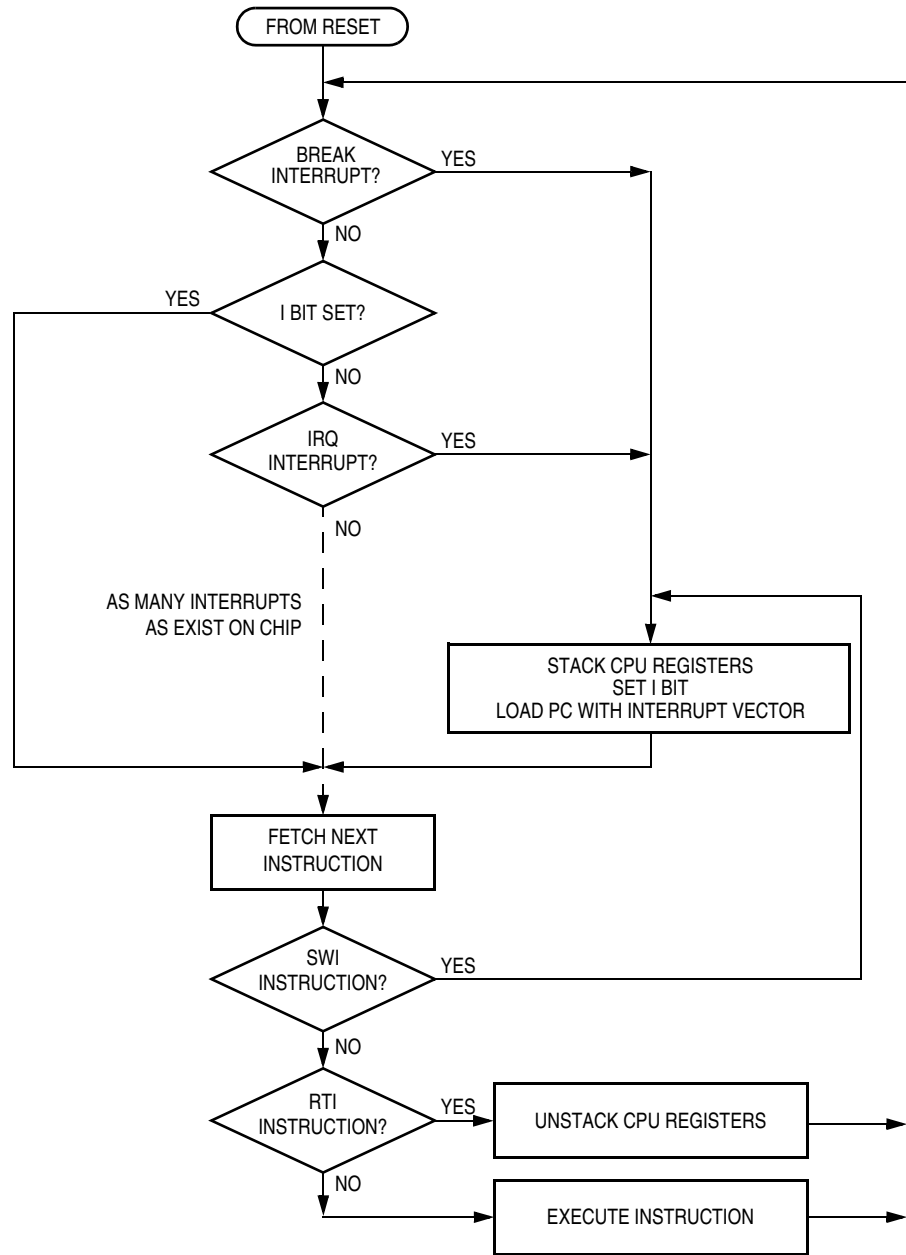 FROM RESET
BREAK
INTERRUPT?
YES
NO
YES
I BIT SET?
NO
IRQ
INTERRUPT?
YES
NO
AS MANY INTERRUPTS
AS EXIST ON CHIP
STACK CPU REGISTERS
SET I BIT
LOAD PC WITH INTERRUPT VECTOR
FETCH NEXT
INSTRUCTION
SWI
INSTRUCTION?
YES
NO
RTI
INSTRUCTION?
YES
UNSTACK CPU REGISTERS
NO
EXECUTE INSTRUCTION